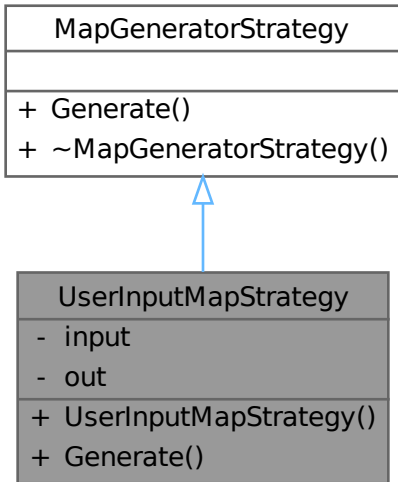 MapGeneratorStrategy
+ Generate()
+ ~MapGeneratorStrategy()
UserInputMapStrategy
- input
- out
+ UserInputMapStrategy()
+ Generate()